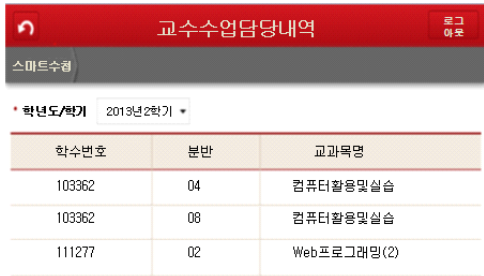 교수수업담당내역
로그
아웃
스마트수첩
* 학년도/학기 2013년2학기
학수번호 분반 교과목명
103362 04 컴퓨터활용및실습
103362 08 컴퓨터활용및실습
111277 02 Web프로그래밍(2)